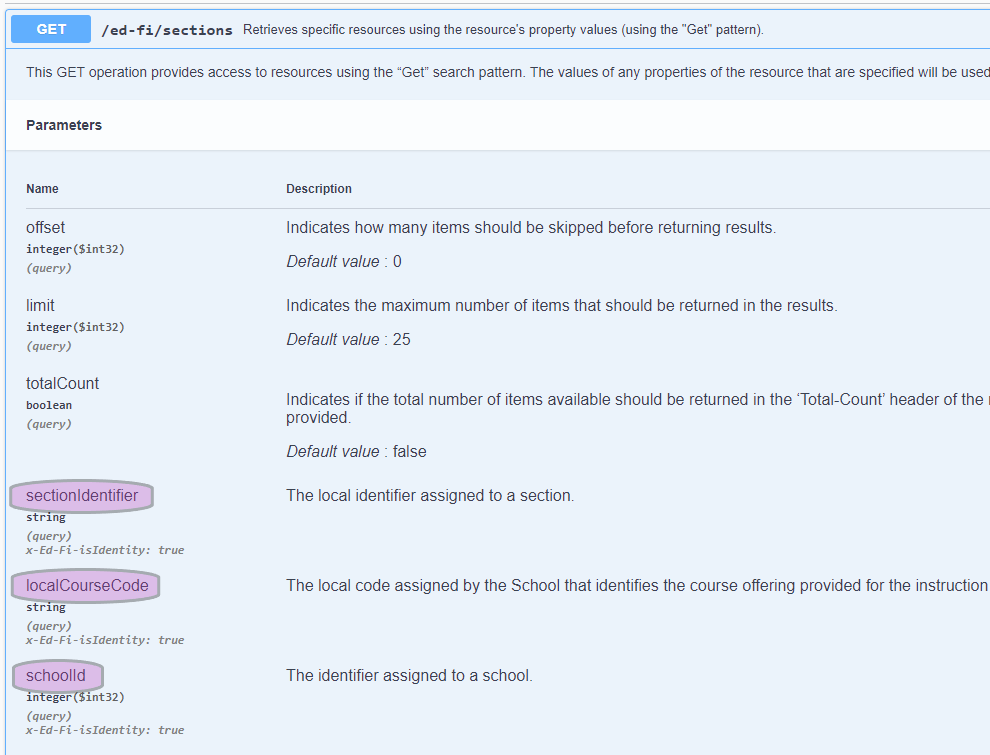 GET /ed-fi/sections Retrieves specific resources using the resource's property values (using the "Get" pattern).
This GET operation provides access to resources using the “Get” search pattern. The values of any properties of the resource that are specified will be used
Parameters
Name Description
offset Indicates how many items should be skipped before returning results.
integer($int32)
(query) Default value : 0
limit Indicates the maximum number of items that should be returned in the results.
integer($int32)
(query) Default value : 25
totalCount
boolean Indicates if the total number of items available should be returned in the ‘Total-Count’ header of the
(query) provided.
Default value : false
sectionIdentifier The local identifier assigned to a section.
string
(query)
x-Ed-Fi-isIdentity: true
localCourseCode The local code assigned by the School that identifies the course offering provided for the instruction
string
(query)
x-Ed-Fi-isIdentity: true
schoolId The identifier assigned to a school.
integer($int32)
(query)
x-Ed-Fi-isIdentity: true